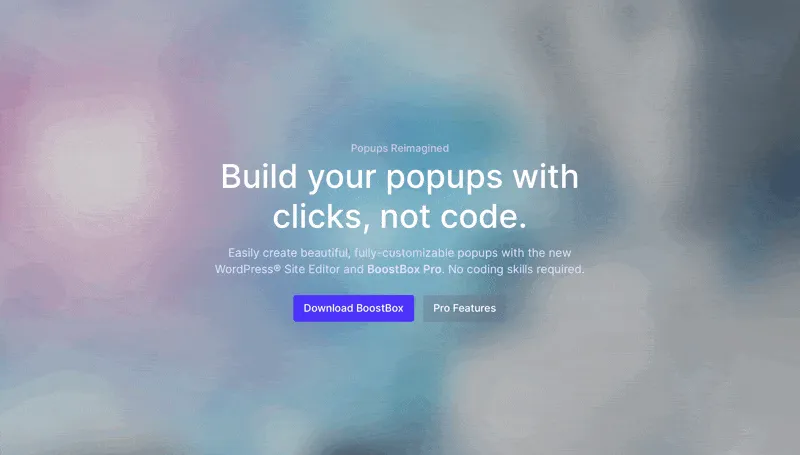 Popups Reimagined
Build your popups with
clicks, not code.
Easily create beautiful, fully-customizable popups with the new
WordPress® Site Editor and BoostBox Pro. No coding skills required.
Download BoostBox
Pro Features